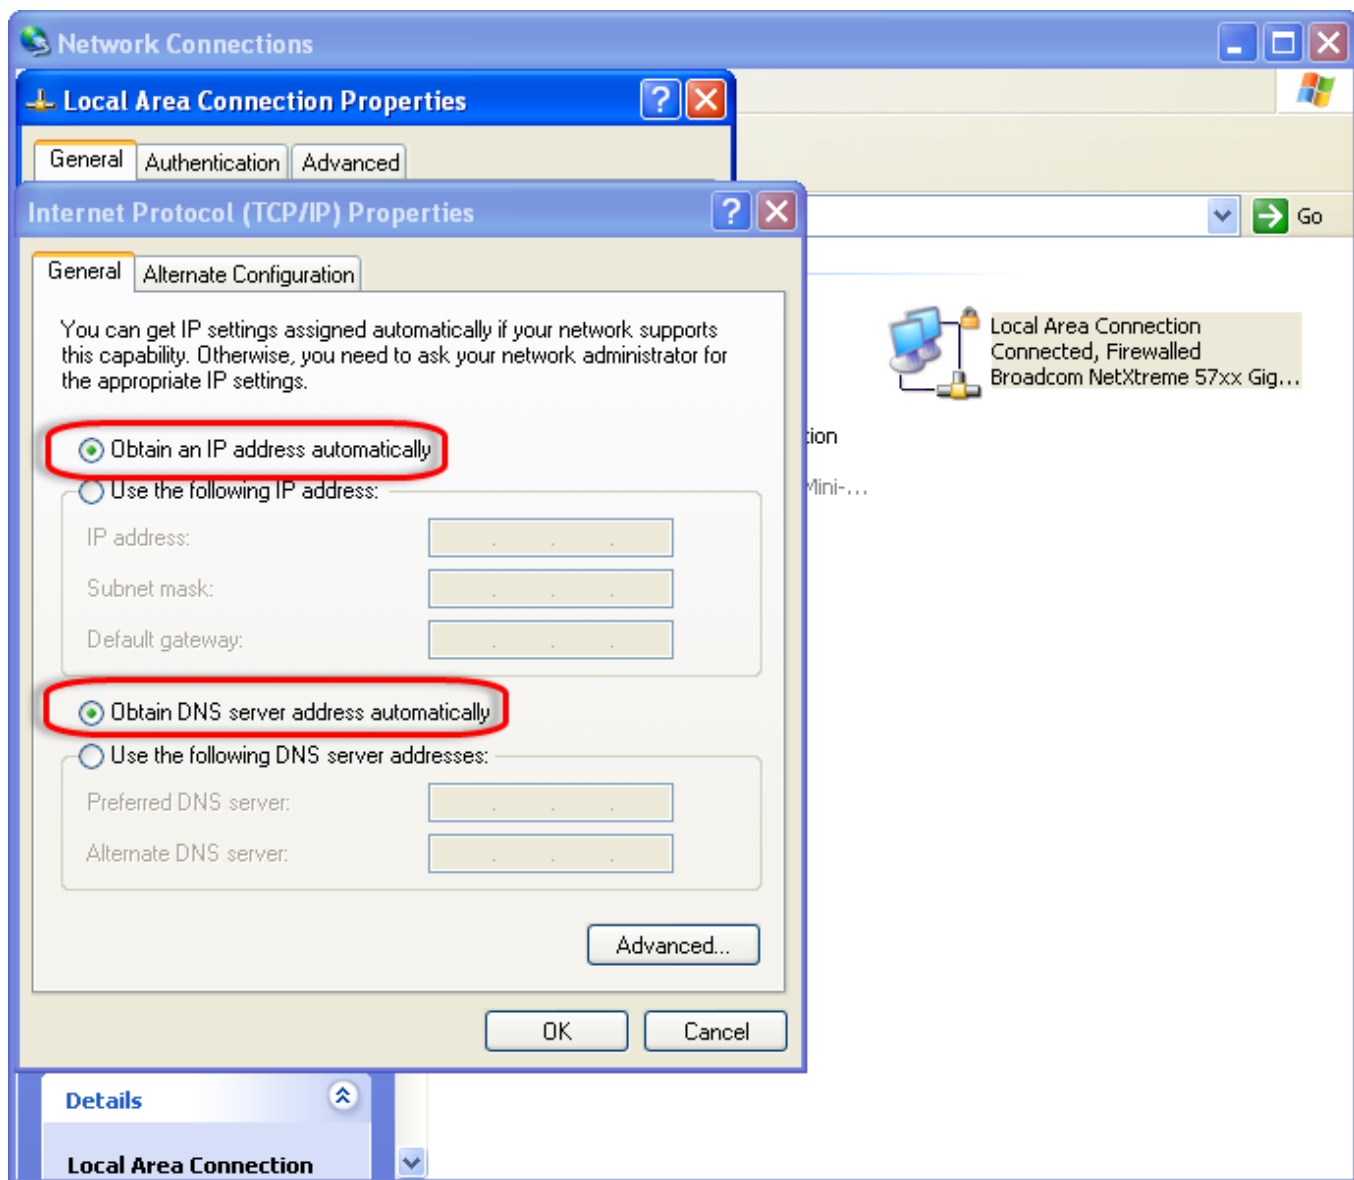 Network Connections
Local Area Connection Properties
General Authentication Advanced
Internet Protocol (TCP/IP) Properties
Go
General Alternate Configuration
You can get IP settings assigned automatically if your network supports
this capability. Otherwise, you need to ask your network administrator for
the appropriate IP settings.
Obtain an IP address automatically
Use the following IP address:
IP address:
Subnet mask:
Default gateway:
Obtain DNS server address automatically
Use the following DNS server addresses:
Preferred DNS server:
Alternate DNS server:
Advanced...
OK Cancel
Local Area Connection
Connected, Firewalled
Broadcom NetXtreme 57xx Gig...
tion
Mini-...
Details
Local Area Connection